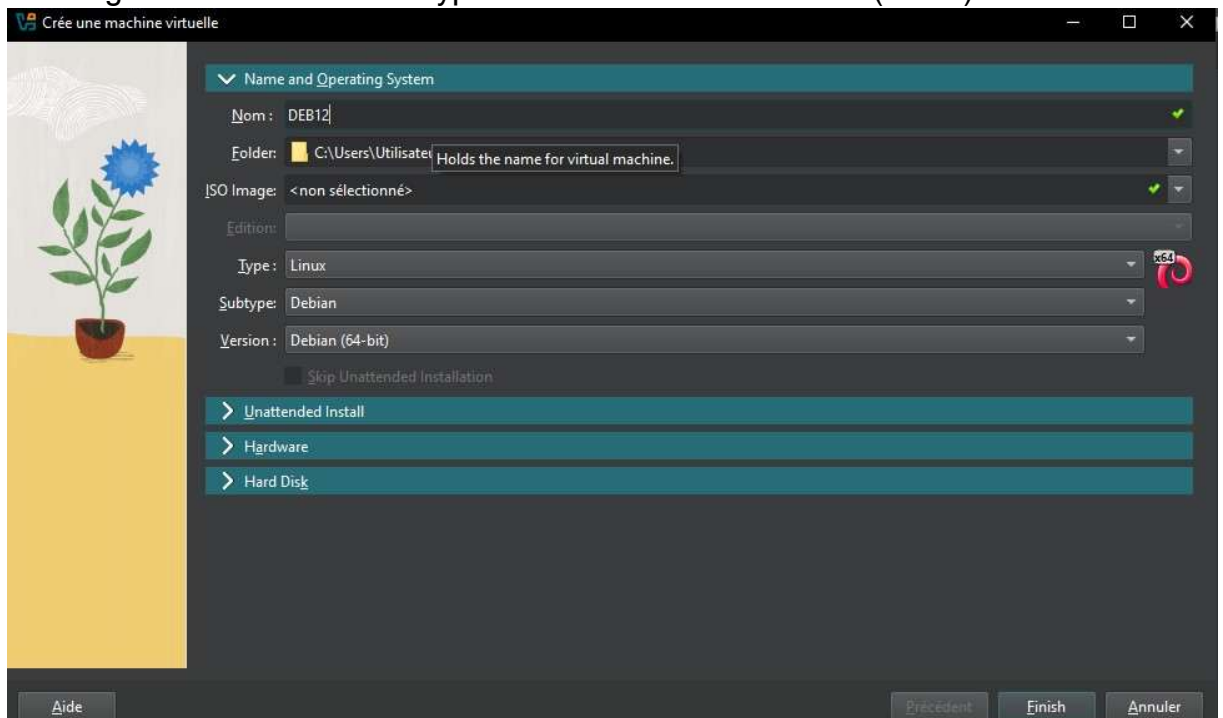 Crée une machine virtuelle
Name and Operating System
Nom : DEB12
Folder: C:\Users\Utilisate
Holds the name for virtual machine.
ISO Image: <non sélectionné>
Edition:
Type : Linux
x64
Subtype: Debian
Version : Debian (64-bit)
Skip Unattended Installation
Unattended Install
Hardware
Hard Disk
Aide Précédent Finish Annuler